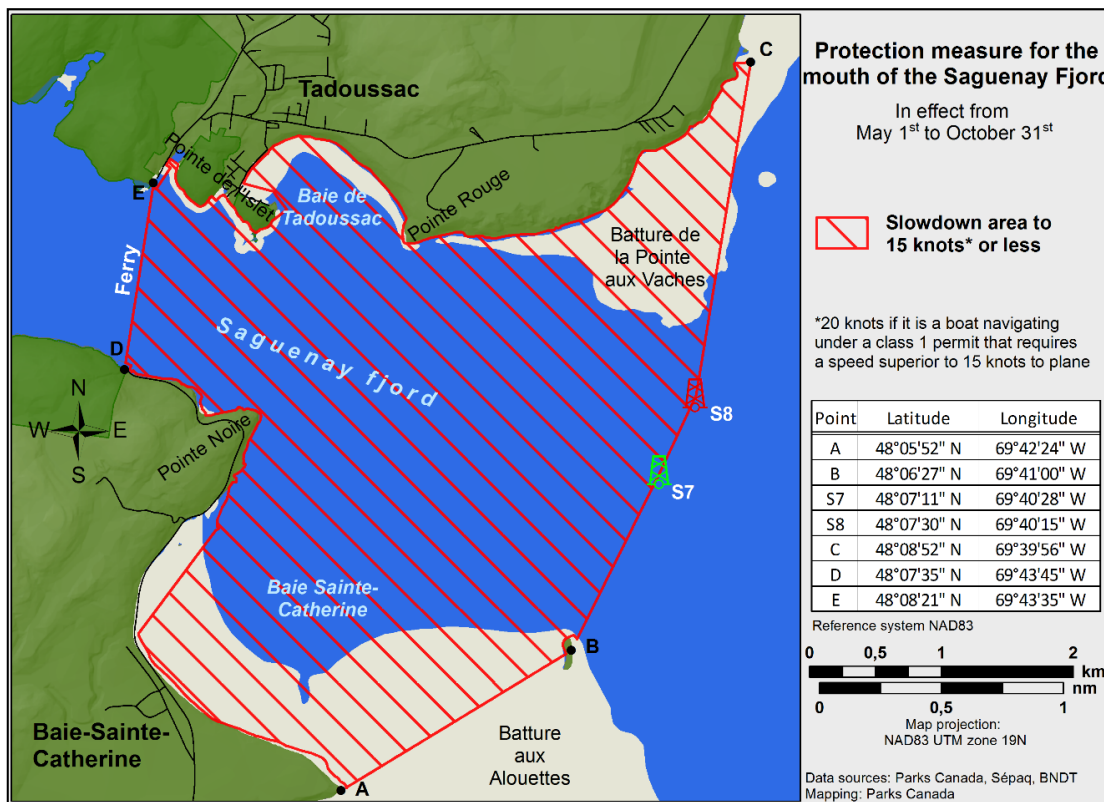 C
Tadoussac
Pointe de l'Islet
E
Baie de
Tadoussac
Pointe Rouge
Batture de
la Pointe
aux Vaches
Ferry
Saguenay fjord
D
N
W E
S
Pointe Noire
S8
S7
Baie Sainte-
Catherine
B
Baie-Sainte-
Catherine
Batture
aux
Alouettes
A
Protection measure for the
mouth of the Saguenay Fjord
In effect from
May 1st to October 31st
Slowdown area to
15 knots* or less
*20 knots if it is a boat navigating
under a class 1 permit that requires
a speed superior to 15 knots to plane
Point Latitude Longitude
A 48°05'52" N 69°42'24" W
B 48°06'27" N 69°41'00" W
S7 48°07'11" N 69°40'28" W
S8 48°07'30" N 69°40'15" W
C 48°08'52" N 69°39'56" W
D 48°07'35" N 69°43'45" W
E 48°08'21" N 69°43'35" W
Reference system NAD83
0 0,5 1 2
km
nm
0 0,5 1
Map projection:
NAD83 UTM zone 19N
Data sources: Parks Canada, Sépaq, BNDT
Mapping: Parks Canada